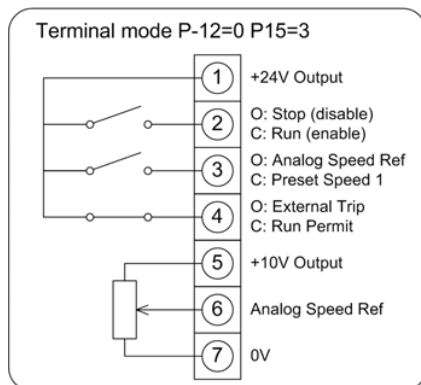 Terminal mode P-12=0 P15=3
1 +24V Output
2 O: Stop (disable)
C: Run (enable)
3 O: Analog Speed Ref
C: Preset Speed 1
4 O: External Trip
C: Run Permit
5 +10V Output
6 Analog Speed Ref
7 0V